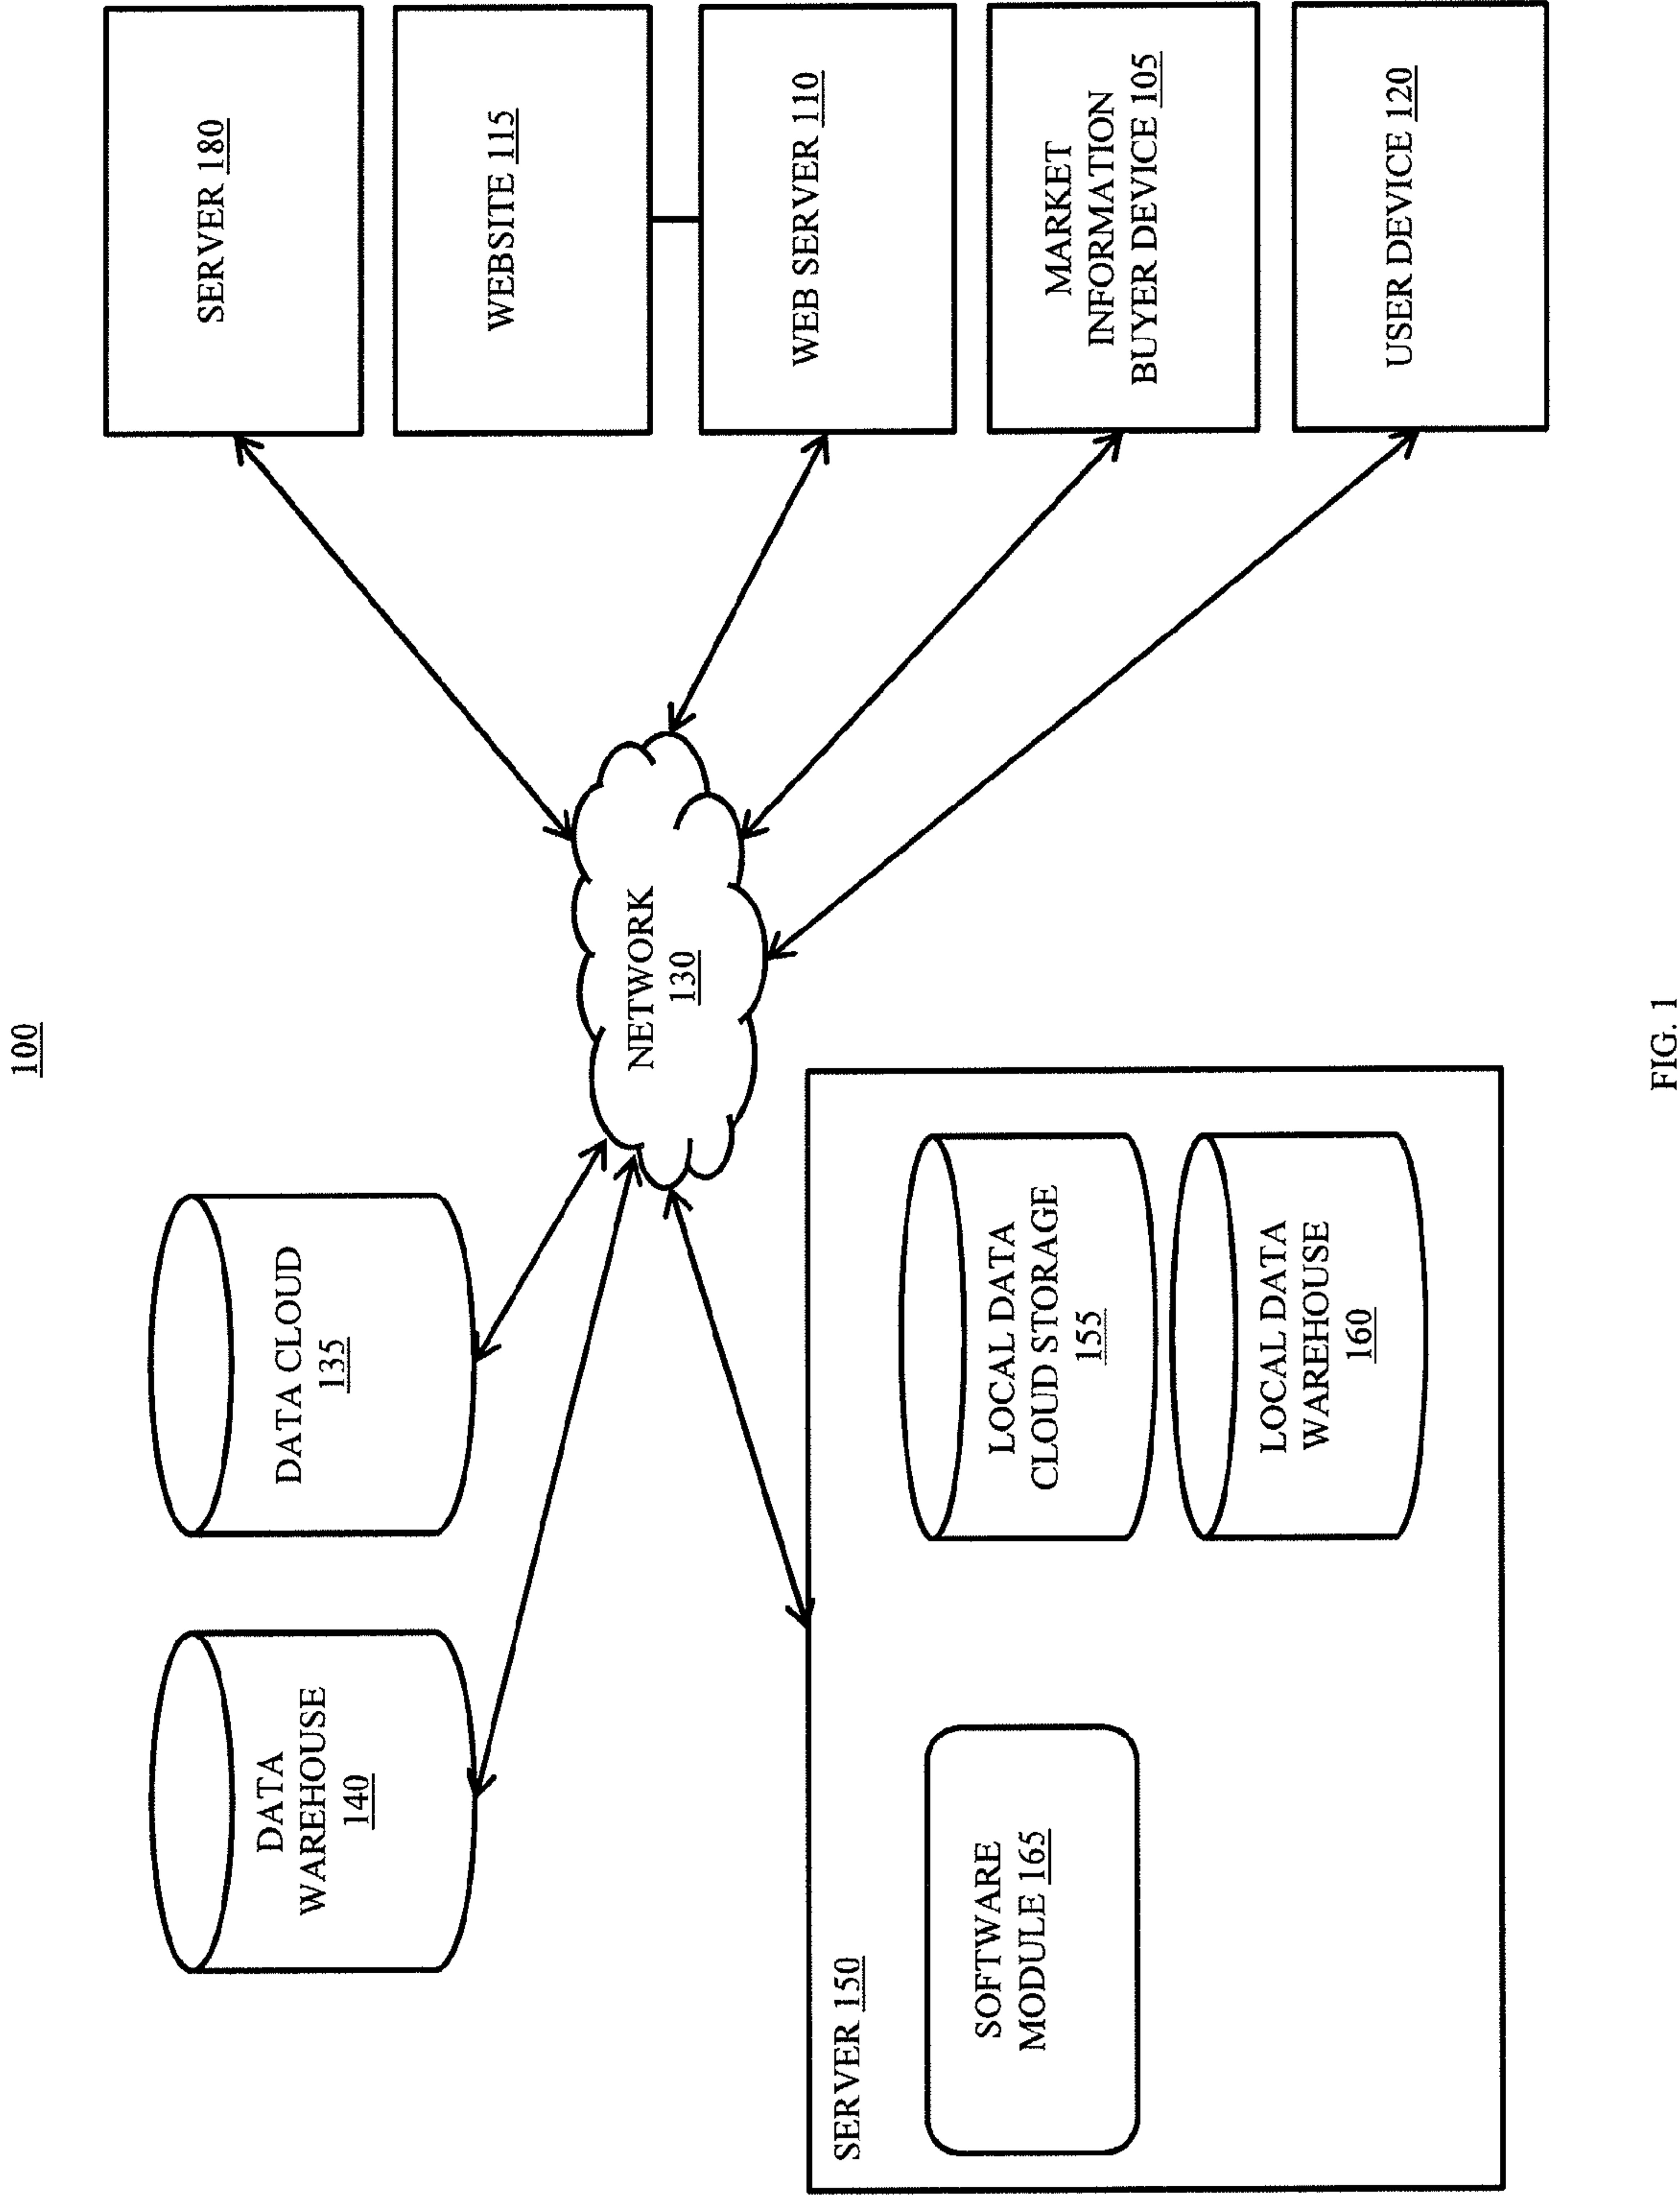 100
DATA
WAREHOUSE
140
DATA CLOUD
135
SERVER 180
WEBSITE 115
WEB SERVER 110
MARKET
INFORMATION
BUYER DEVICE 105
USER DEVICE 120
NETWORK
130
SERVER 150
SOFTWARE
MODULE 165
LOCAL DATA
CLOUD STORAGE
155
LOCAL DATA
WAREHOUSE
160
FIG. 1